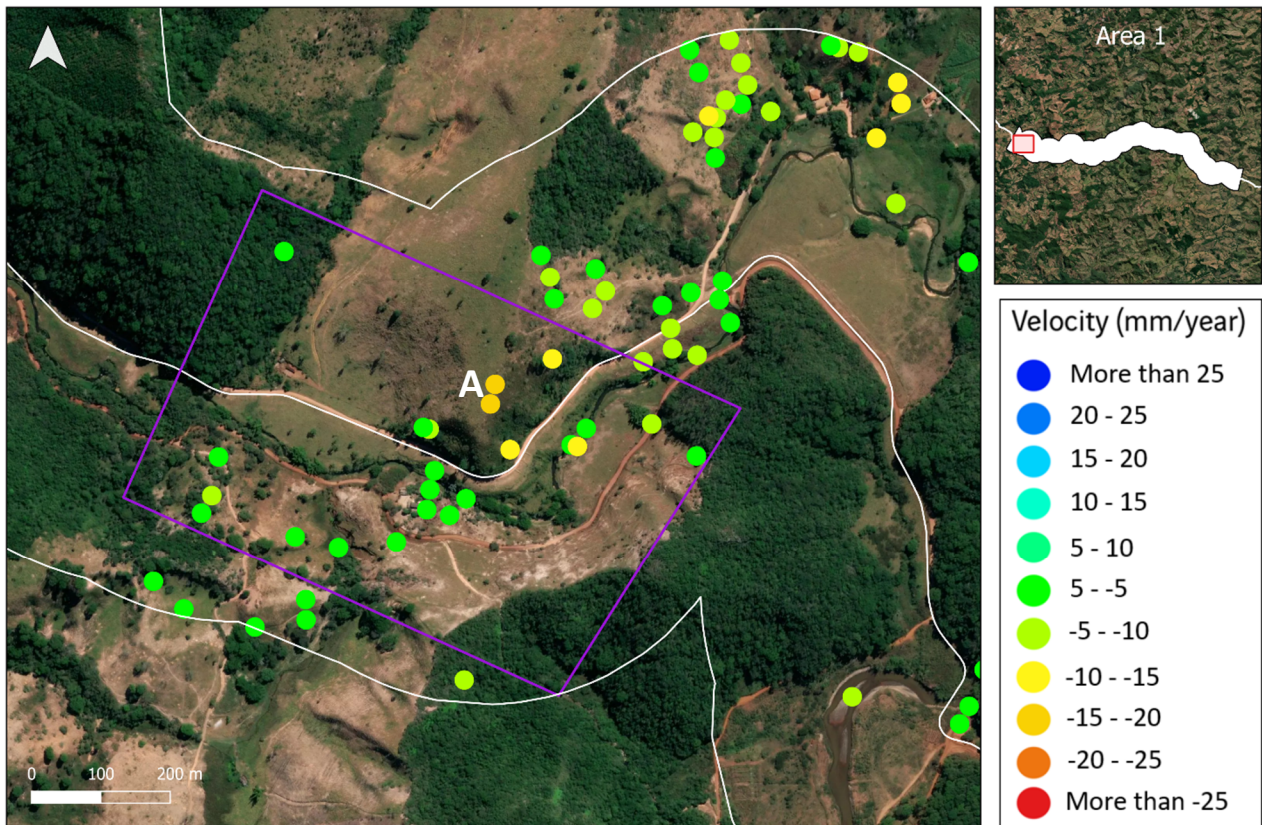 A
0 100 200 m
Area 1
Velocity (mm/year)
More than 25
20 - 25
15 - 20
10 - 15
5 - 10
5 - -5
-5 - -10
-10 - -15
-15 - -20
-20 - -25
More than -25